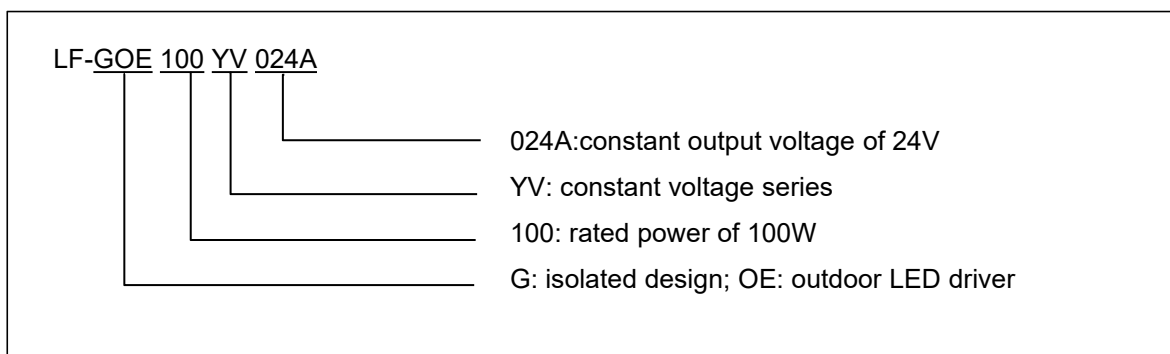 LF-GOE 100 YV 024A
024A:constant output voltage of 24V
YV: constant voltage series
100: rated power of 100W
G: isolated design; OE: outdoor LED driver